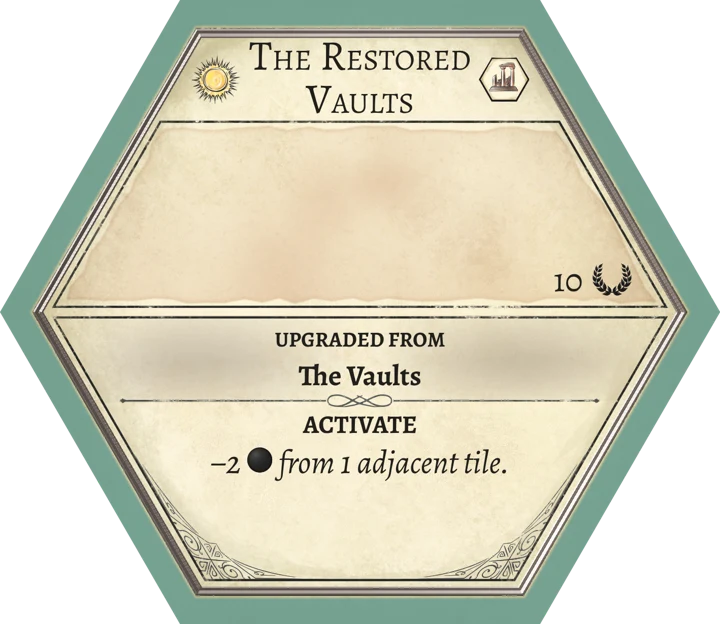 The Restored
Vaults
10
UPGRADED FROM
The Vaults
ACTIVATE
–2 from 1 adjacent tile.